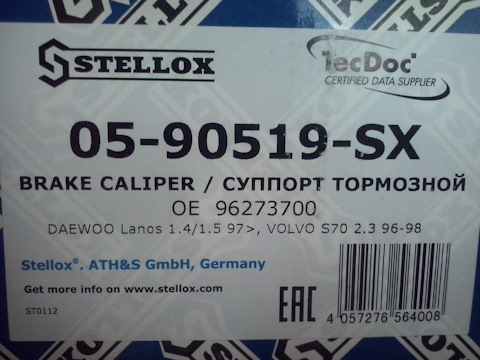 STELLOX
TecDoc
CERTIFIED DATA SUPPLIER
05-90519-SX
BRAKE CALIPER / СУППОРТ ТОРМОЗНОЙ
OE 96273700
DAEWOO Lanos 1.4/1.5 97>, VOLVO S70 2.3 96-98
Stellox®. ATH&S GmbH, Germany
Get more info on www.stellox.com
ST0112
EAC
4 057276 564008